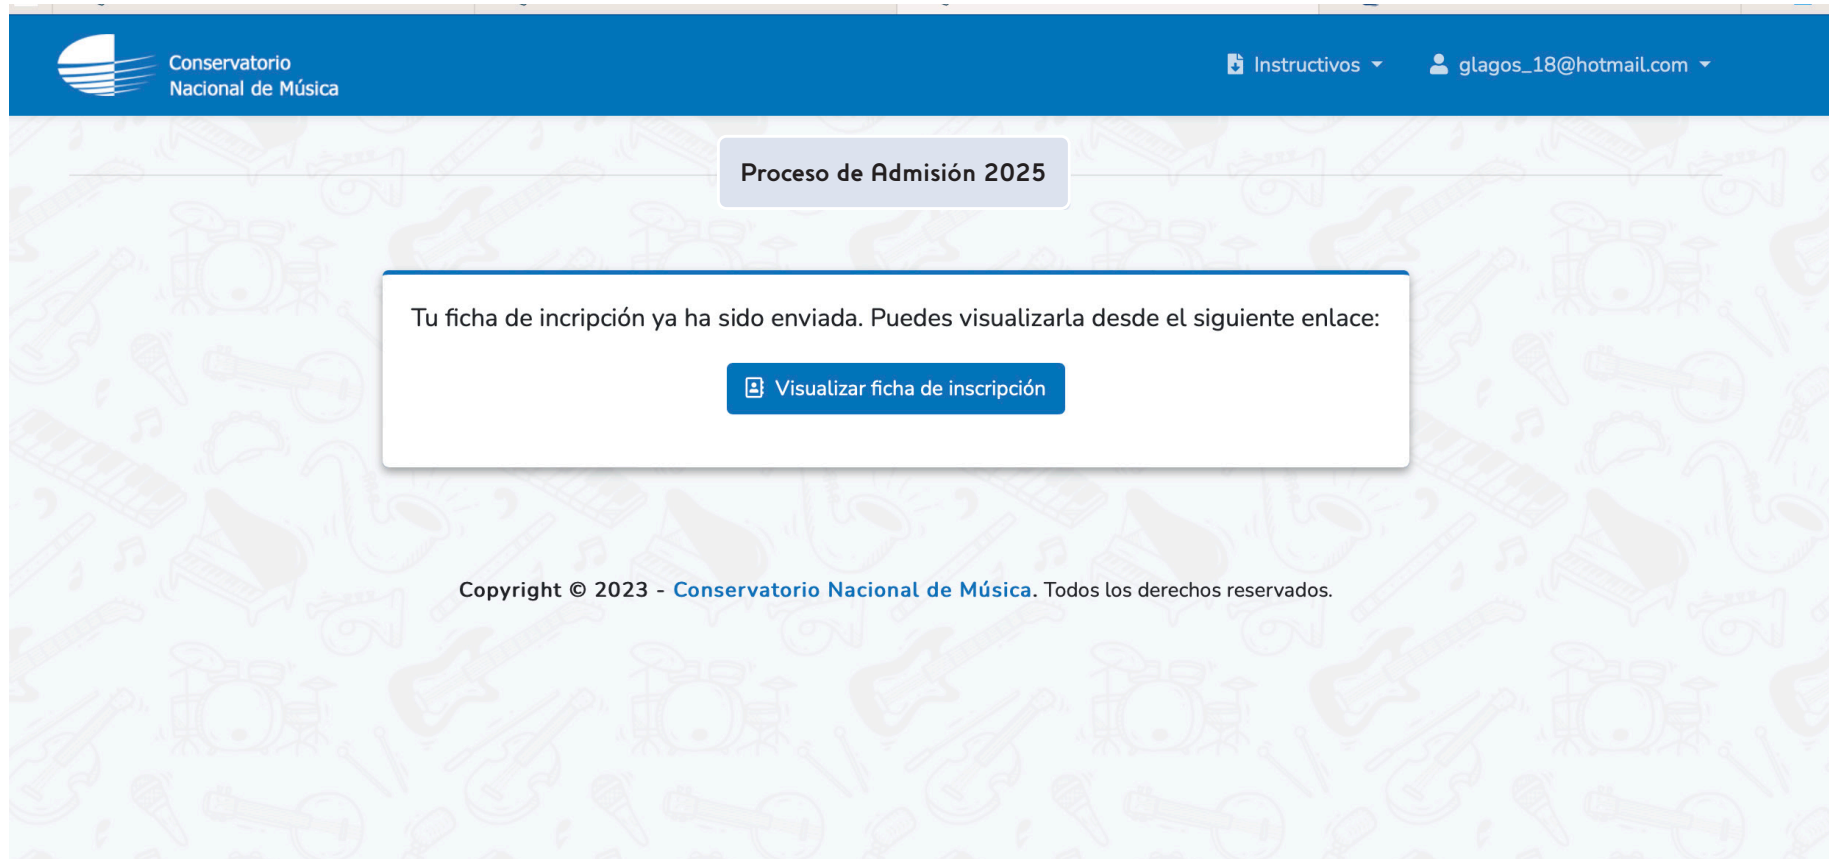 Conservatorio
Nacional de Música
Instructivos
glagos_18@hotmail.com
Proceso de Admisión 2025
Tu ficha de incripción ya ha sido enviada. Puedes visualizarla desde el siguiente enlace:
Visualizar ficha de inscripción
Copyright © 2023 - Conservatorio Nacional de Música. Todos los derechos reservados.